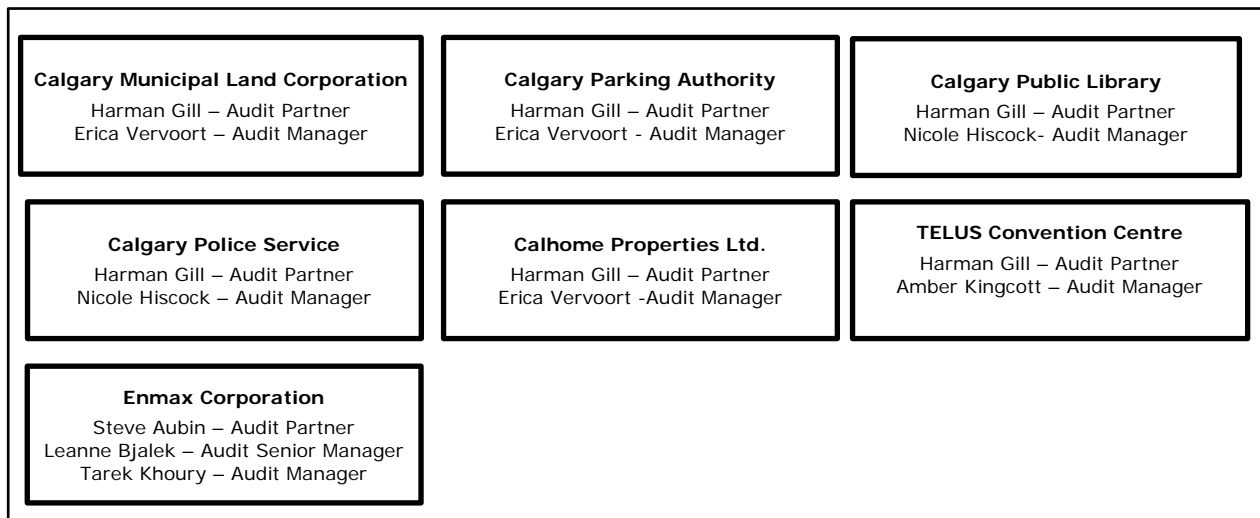 Calgary Municipal Land Corporation
Harman Gill – Audit Partner
Erica Vervoort – Audit Manager
Calgary Parking Authority
Harman Gill – Audit Partner
Erica Vervoort - Audit Manager
Calgary Public Library
Harman Gill – Audit Partner
Nicole Hiscock- Audit Manager
Calgary Police Service
Harman Gill – Audit Partner
Nicole Hiscock – Audit Manager
Calhome Properties Ltd.
Harman Gill – Audit Partner
Erica Vervoort -Audit Manager
TELUS Convention Centre
Harman Gill – Audit Partner
Amber Kingcott – Audit Manager
Enmax Corporation
Steve Aubin – Audit Partner
Leanne Bjalek – Audit Senior Manager
Tarek Khoury – Audit Manager